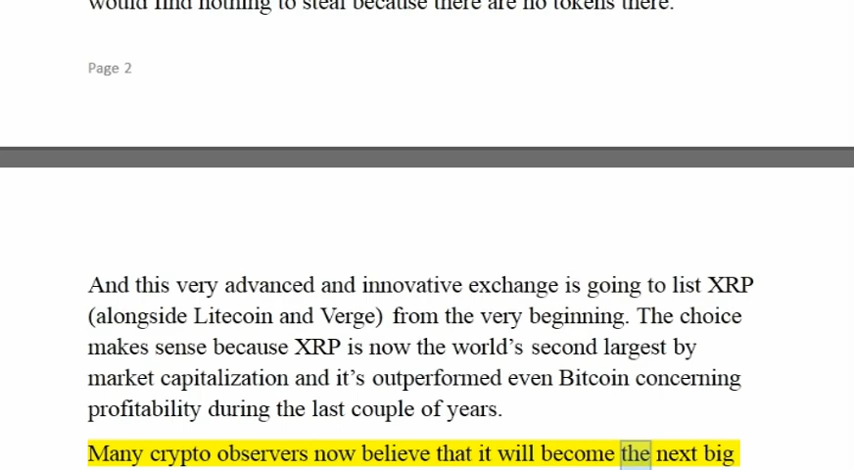 would find nothing to steal because there are no tokens there.
Page 2
And this very advanced and innovative exchange is going to list XRP
(alongside Litecoin and Verge) from the very beginning. The choice
makes sense because XRP is now the world’s second largest by
market capitalization and it’s outperformed even Bitcoin concerning
profitability during the last couple of years.
Many crypto observers now believe that it will become the next big